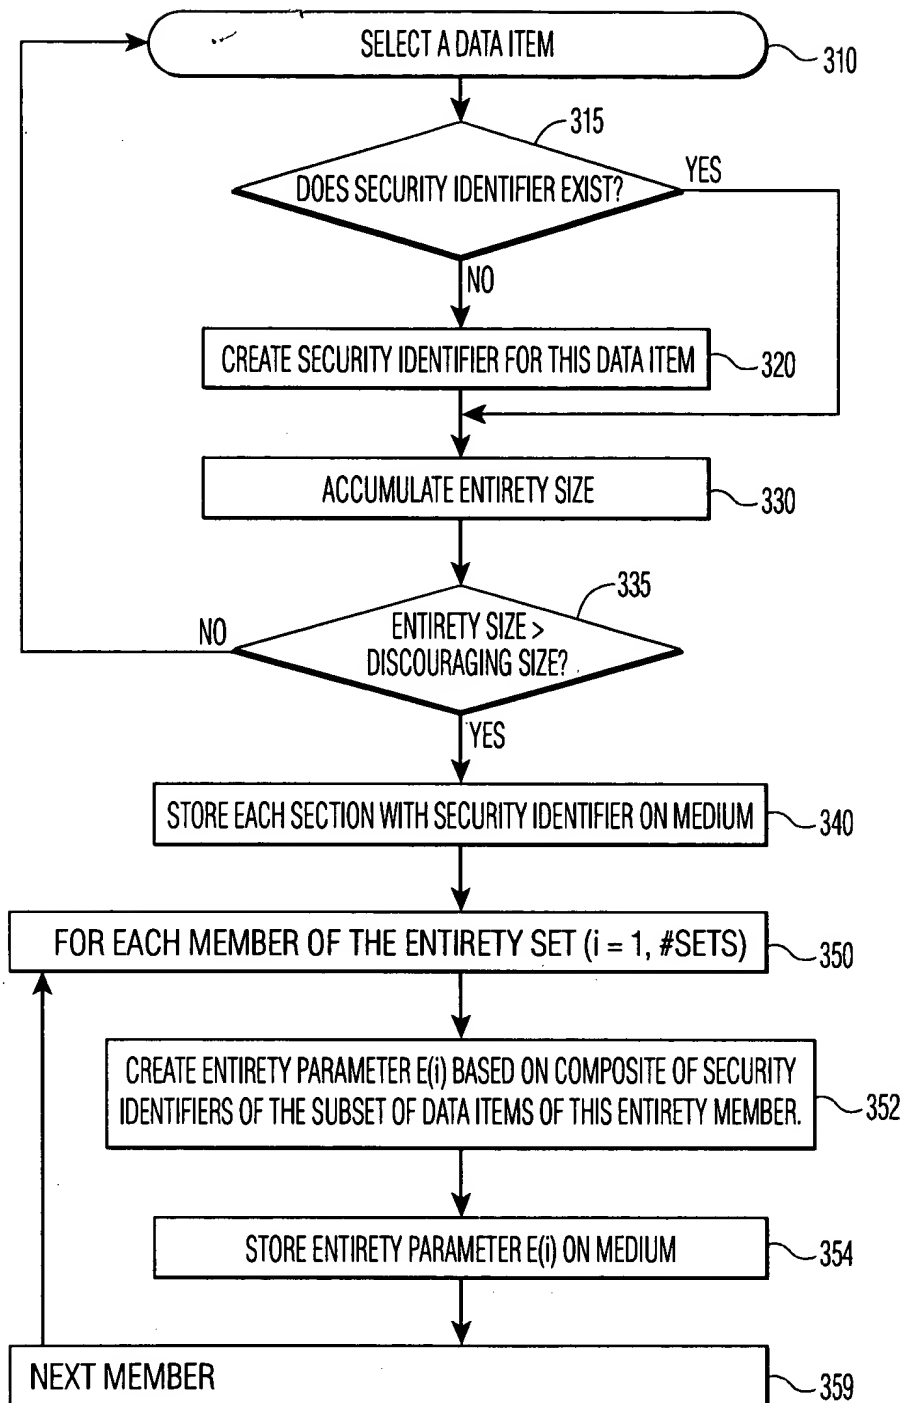 SELECT A DATA ITEM
310
315
DOES SECURITY IDENTIFIER EXIST?
YES
NO
CREATE SECURITY IDENTIFIER FOR THIS DATA ITEM
320
ACCUMULATE ENTIRETY SIZE
330
335
ENTIRETY SIZE >
DISCOURAGING SIZE?
NO
YES
STORE EACH SECTION WITH SECURITY IDENTIFIER ON MEDIUM
340
FOR EACH MEMBER OF THE ENTIRETY SET (i = 1, #SETS)
350
CREATE ENTIRETY PARAMETER E(i) BASED ON COMPOSITE OF SECURITY
IDENTIFIERS OF THE SUBSET OF DATA ITEMS OF THIS ENTIRETY MEMBER.
352
STORE ENTIRETY PARAMETER E(i) ON MEDIUM
354
NEXT MEMBER
359